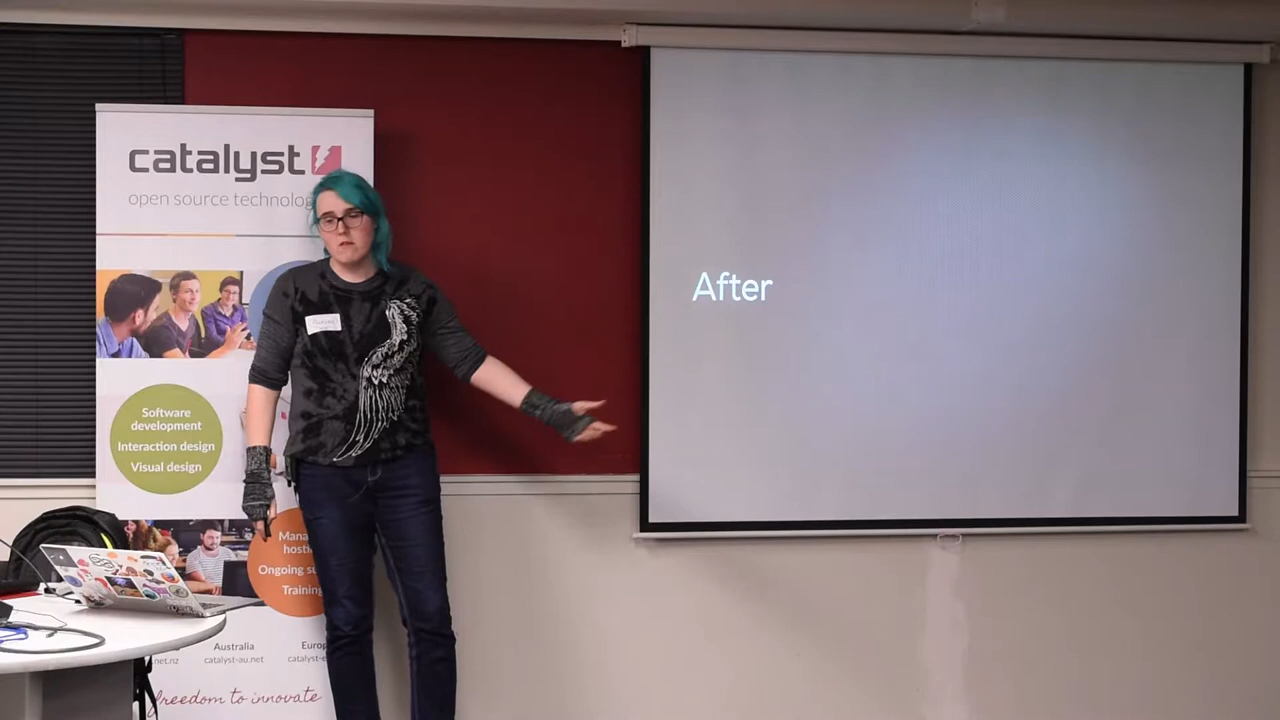 catalyst
open source technolog
After
Software
development
Interaction design
Visual design
Mana
hosti
Ongoing su
Training
Australia
Europ
.net.nz
catalyst-au.net
catalyst-e
freedom to innovate